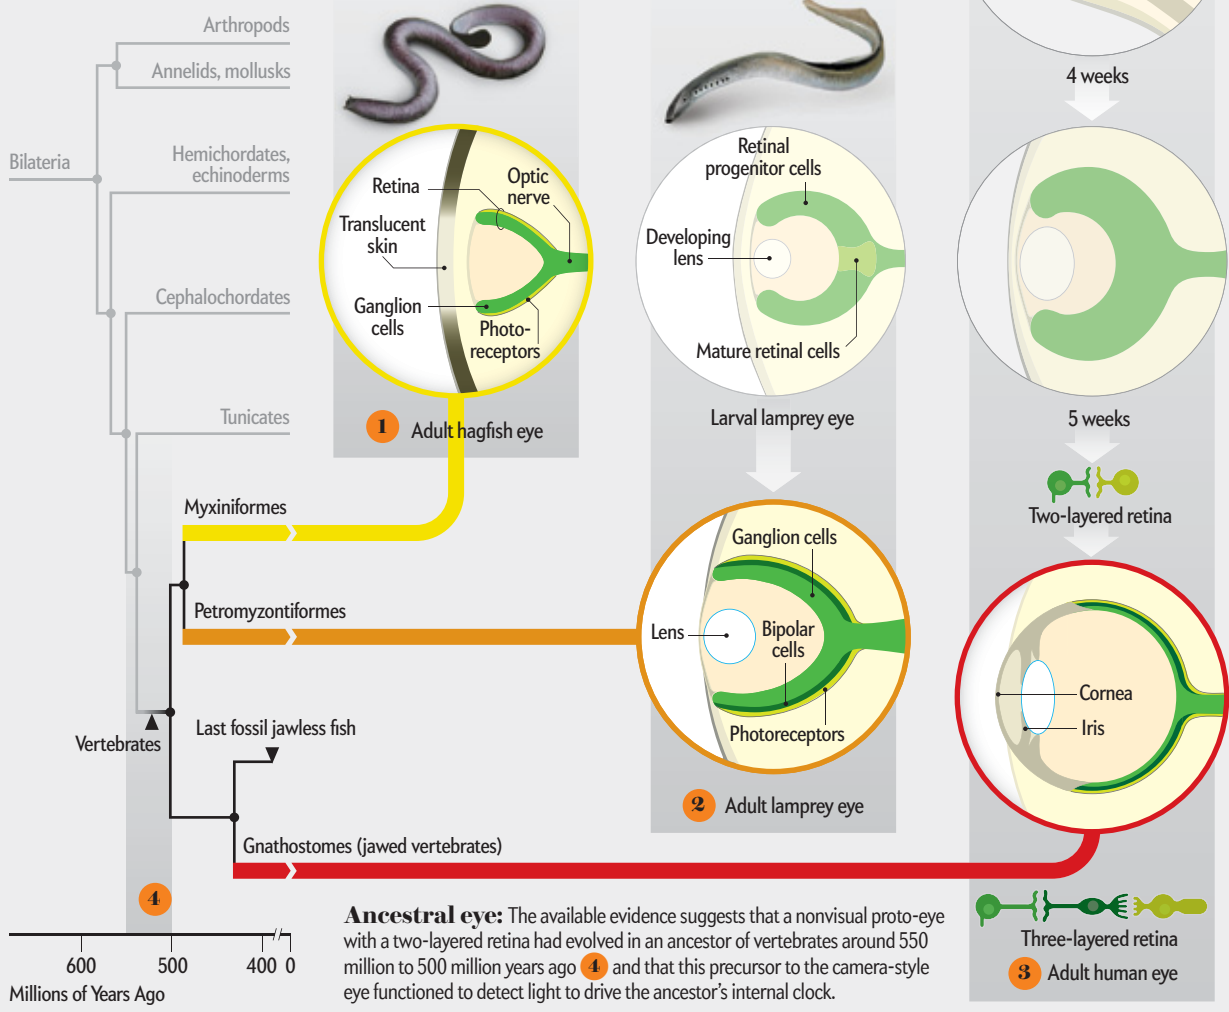 Arthropods
Annelids, mollusks
Bilateria
Hemichordates,
echinoderms
Cephalochordates
Tunicates
Retina
Optic
nerve
Translucent
skin
Ganglion
cells
Photo-
receptors
1 Adult hagfish eye
Retinal
progenitor cells
Developing
lens
Mature retinal cells
Larval lamprey eye
4 weeks
5 weeks
Two-layered retina
Myxiniformes
Petromyzontiformes
Ganglion cells
Lens
Bipolar
cells
Photoreceptors
2 Adult lamprey eye
Cornea
Iris
Vertebrates
Last fossil jawless fish
Gnathostomes (jawed vertebrates)
Three-layered retina
3 Adult human eye
4
600 500 400 0
Millions of Years Ago
Ancestral eye: The available evidence suggests that a nonvisual proto-eye
with a two-layered retina had evolved in an ancestor of vertebrates around 550
million to 500 million years ago 4 and that this precursor to the camera-style
eye functioned to detect light to drive the ancestor's internal clock.